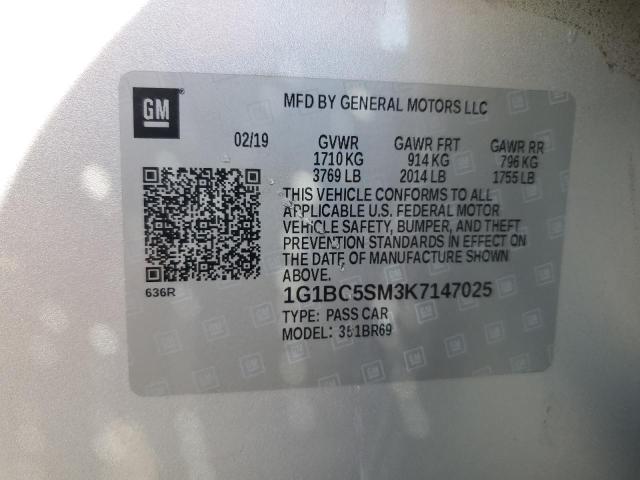 GM
MFD BY GENERAL MOTORS LLC
02/19 GVWR GAWR FRT GAWR RR
1710 KG 914 KG 796 KG
3769 LB 2014 LB 1755 LB
THIS VEHICLE CONFORMS TO ALL
APPLICABLE U.S. FEDERAL MOTOR
VEHICLE SAFETY, BUMPER, AND THEFT
PREVENTION STANDARDS IN EFFECT ON
THE DATE OF MANUFACTURE SHOWN
ABOVE.
636R
1G1BC5SM3K7147025
TYPE: PASS CAR
MODEL: